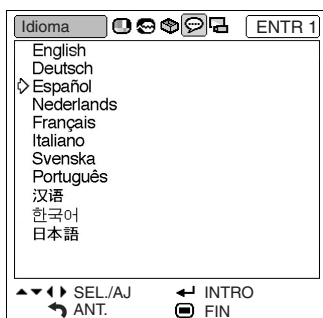 Idioma ENTR 1
English
Deutsch
Español
Nederlands
Français
Italiano
Svenska
Português
汉语
한국어
日本語
SEL./AJ INTRO
ANT. FIN